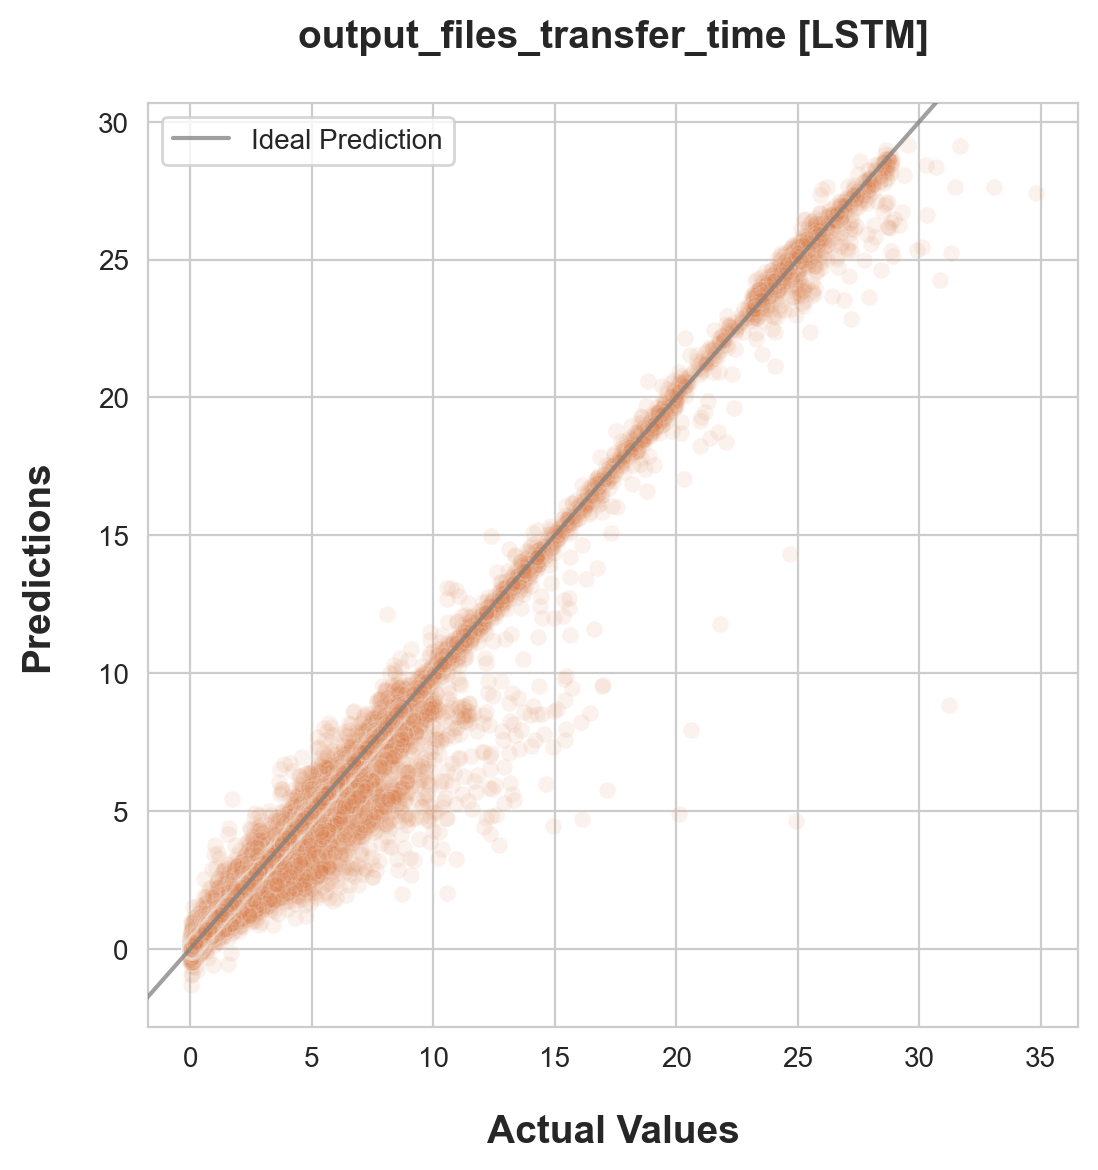 output_files_transfer_time [LSTM]
Ideal Prediction
30
25
20
15
10
5
0
Predictions
0 5 10 15 20 25 30 35
Actual Values